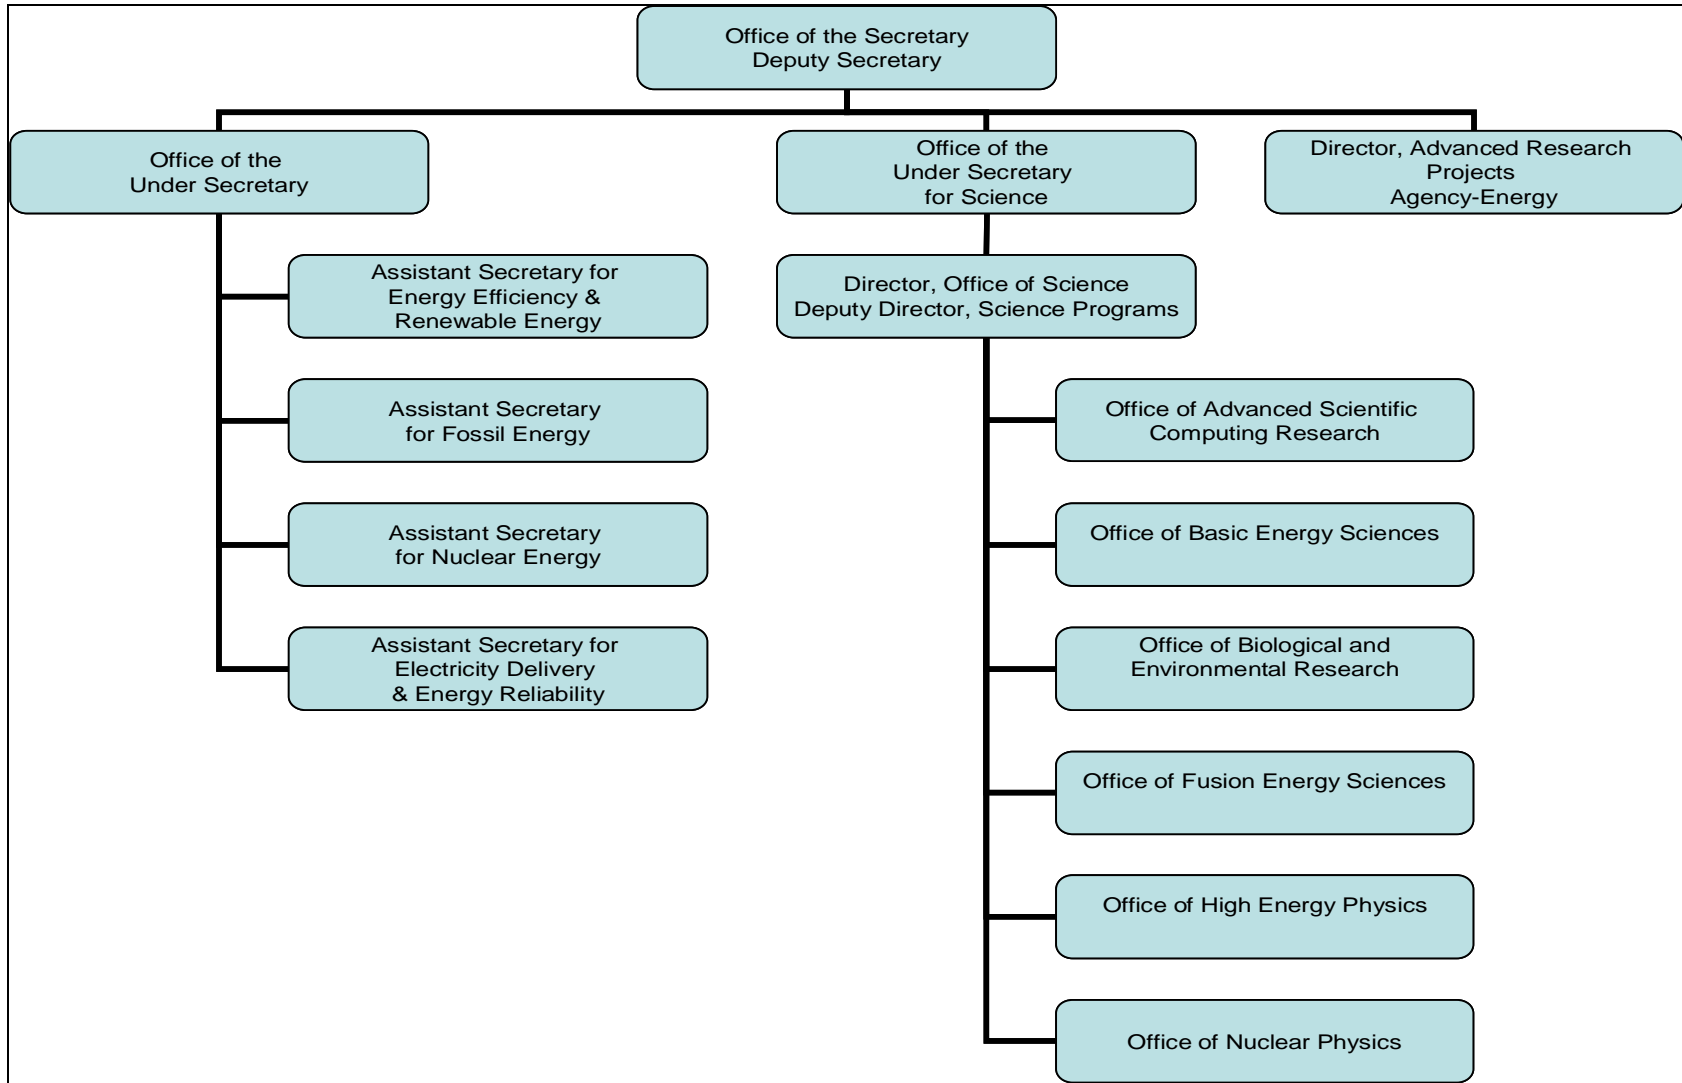 Office of the Secretary
Deputy Secretary
Office of the
Under Secretary
Office of the
Under Secretary
for Science
Director, Advanced Research
Projects
Agency-Energy
Assistant Secretary for
Energy Efficiency &
Renewable Energy
Director, Office of Science
Deputy Director, Science Programs
Assistant Secretary
for Fossil Energy
Office of Advanced Scientific
Computing Research
Assistant Secretary
for Nuclear Energy
Office of Basic Energy Sciences
Assistant Secretary for
Electricity Delivery
& Energy Reliability
Office of Biological and
Environmental Research
Office of Fusion Energy Sciences
Office of High Energy Physics
Office of Nuclear Physics